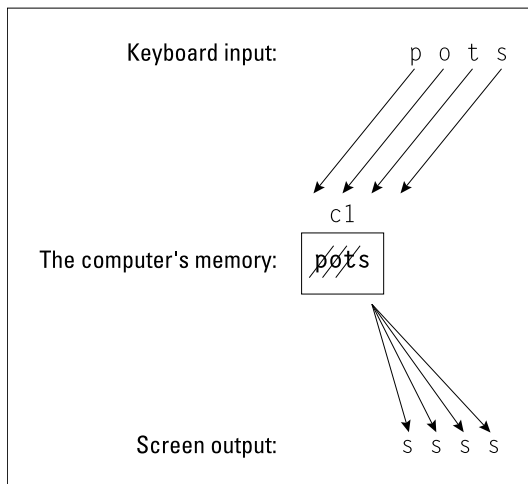 Keyboard input: p o t s
c1
The computer's memory: pots
Screen output: s s s s